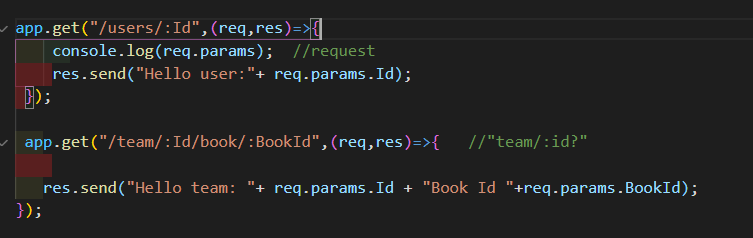 app.get("/users/:Id",(req,res)=>{
console.log(req.params);  //request
res.send("Hello user:"+ req.params.Id);
});
app.get("/team/:Id/book/:BookId",(req,res)=>{   //"team/:id?"
res.send("Hello team: "+ req.params.Id + "Book Id "+req.params.BookId);
});